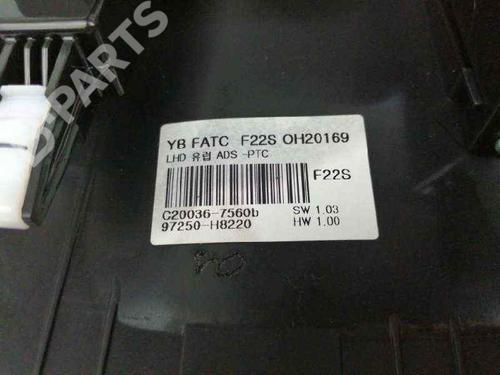 B-PARTS
YB FATC F22S OH20169
LHD 유럽 ADS -PTC
F22S
C20036-7560b SW 1.03
97250-H8220 HW 1.00